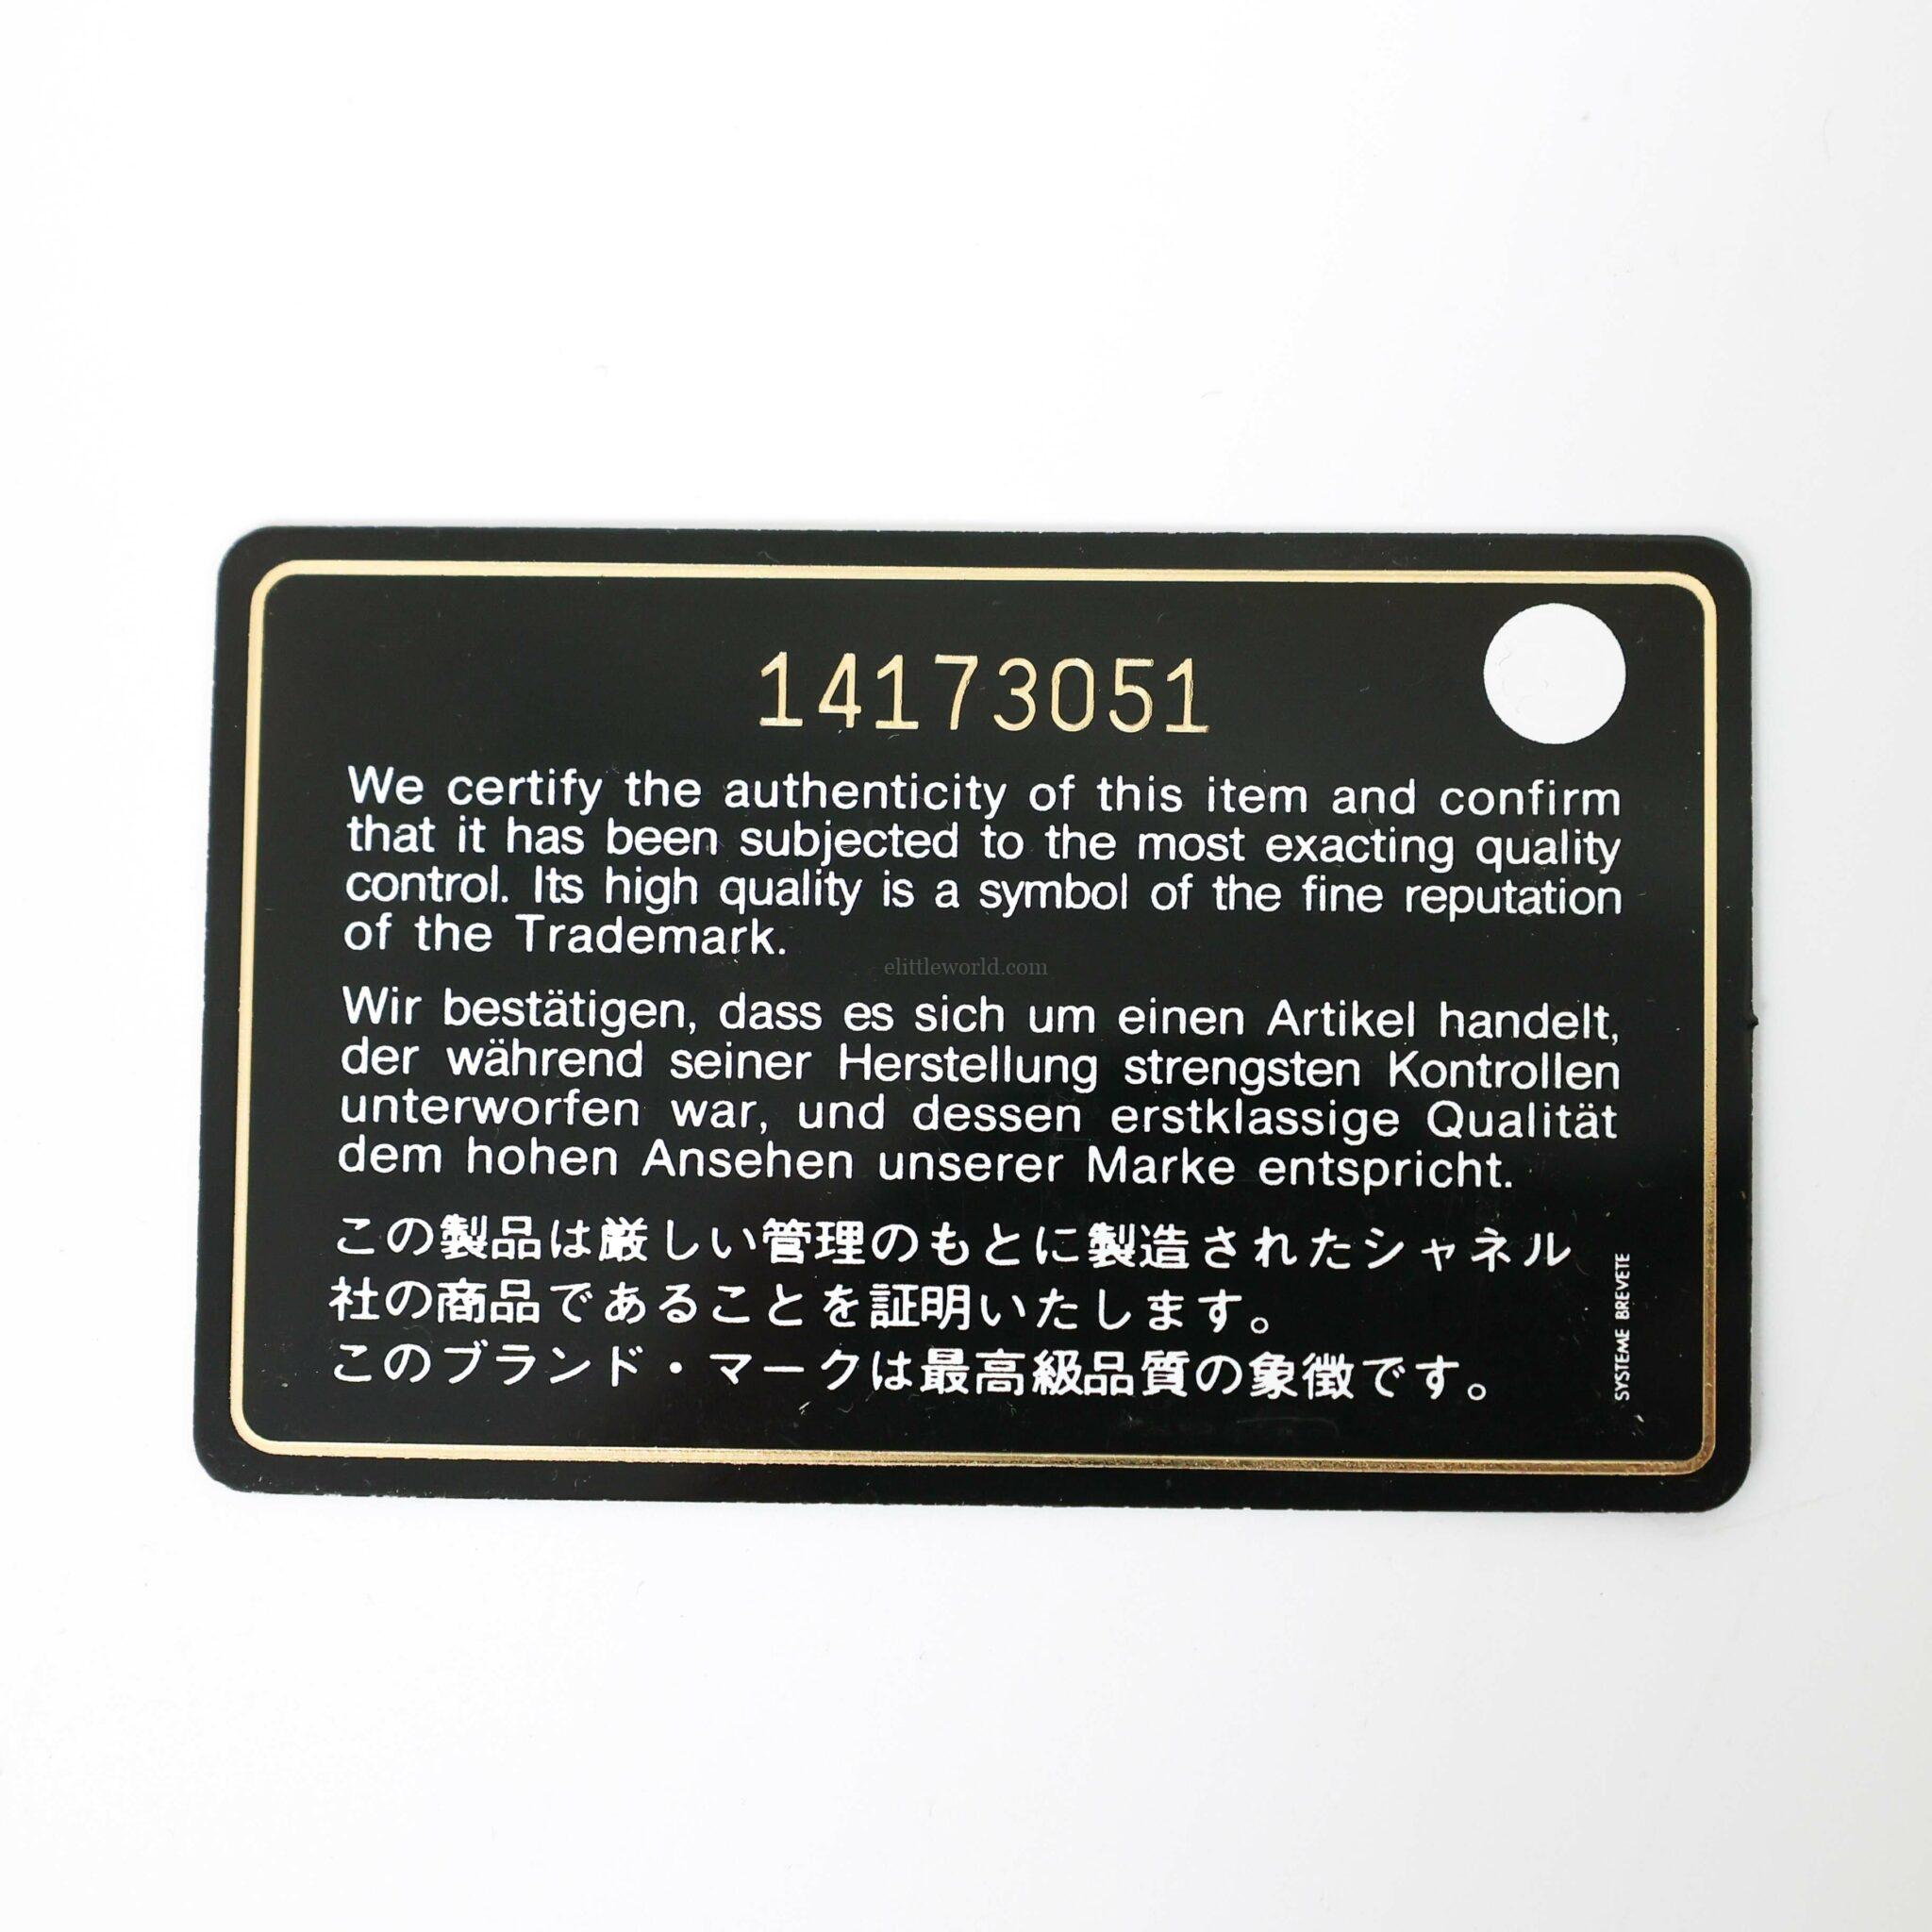 14173051
We certify the authenticity of this item and confirm
that it has been subjected to the most exacting quality
control. Its high quality is a symbol of the fine reputation
of the Trademark.
elittleworld.com
Wir bestätigen, dass es sich um einen Artikel handelt,
der während seiner Herstellung strengsten Kontrollen
unterworfen war, und dessen erstklassige Qualität
dem hohen Ansehen unserer Marke entspricht.
この製品は厳しい管理のもとに製造されたシャネル
社の商品であることを証明いたします。
このブランド・マークは最高級品質の象徴です。
SYSTEME BREVETE